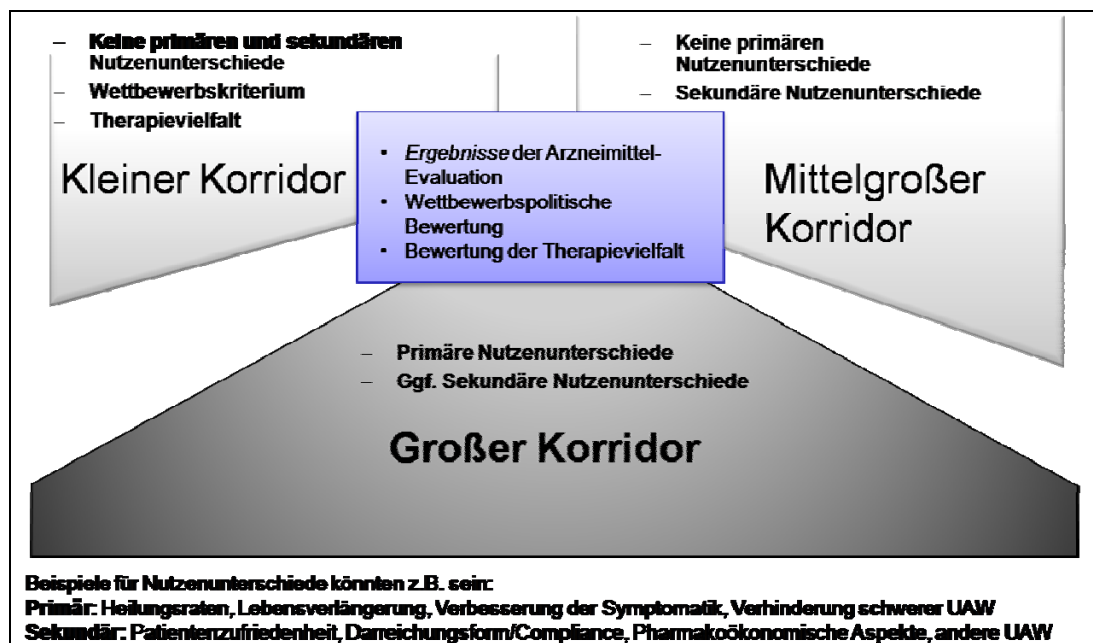 – Keine primären und sekundären
Nutzenunterschiede
– Wettbewerbskriterium
– Therapievielfalt
Kleiner Korridor
– Keine primären
Nutzenunterschiede
– Sekundäre Nutzenunterschiede
Mittelgroßer
Korridor
• Ergebnisse der Arzneimittel-
Evaluation
• Wettbewerbspolitische
Bewertung
• Bewertung der Therapievielfalt
– Primäre Nutzenunterschiede
– Ggf. Sekundäre Nutzenunterschiede
Großer Korridor
Beispiele für Nutzenunterschiede könnten z.B. sein:
Primär: Heilungsraten, Lebensverlängerung, Verbesserung der Symptomatik, Verhinderung schwerer UAW
Sekundär: Patientenzufriedenheit, Darreichungsform/Compliance, Pharmakoökonomische Aspekte, andere UAW